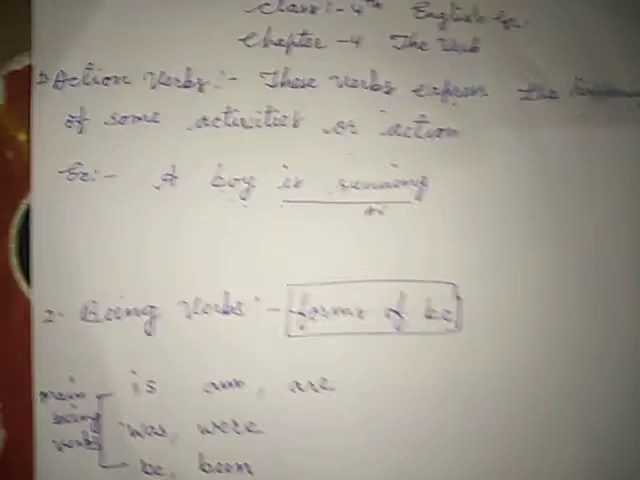 Class:- 4th English
Chapter -4 The Verb
1) Action Verbs:- These verbs express the
of some activities or action
Ex:- A boy is running
2- Being Verbs:- forms of be
main being verbs
is am, are
was, were
be, been